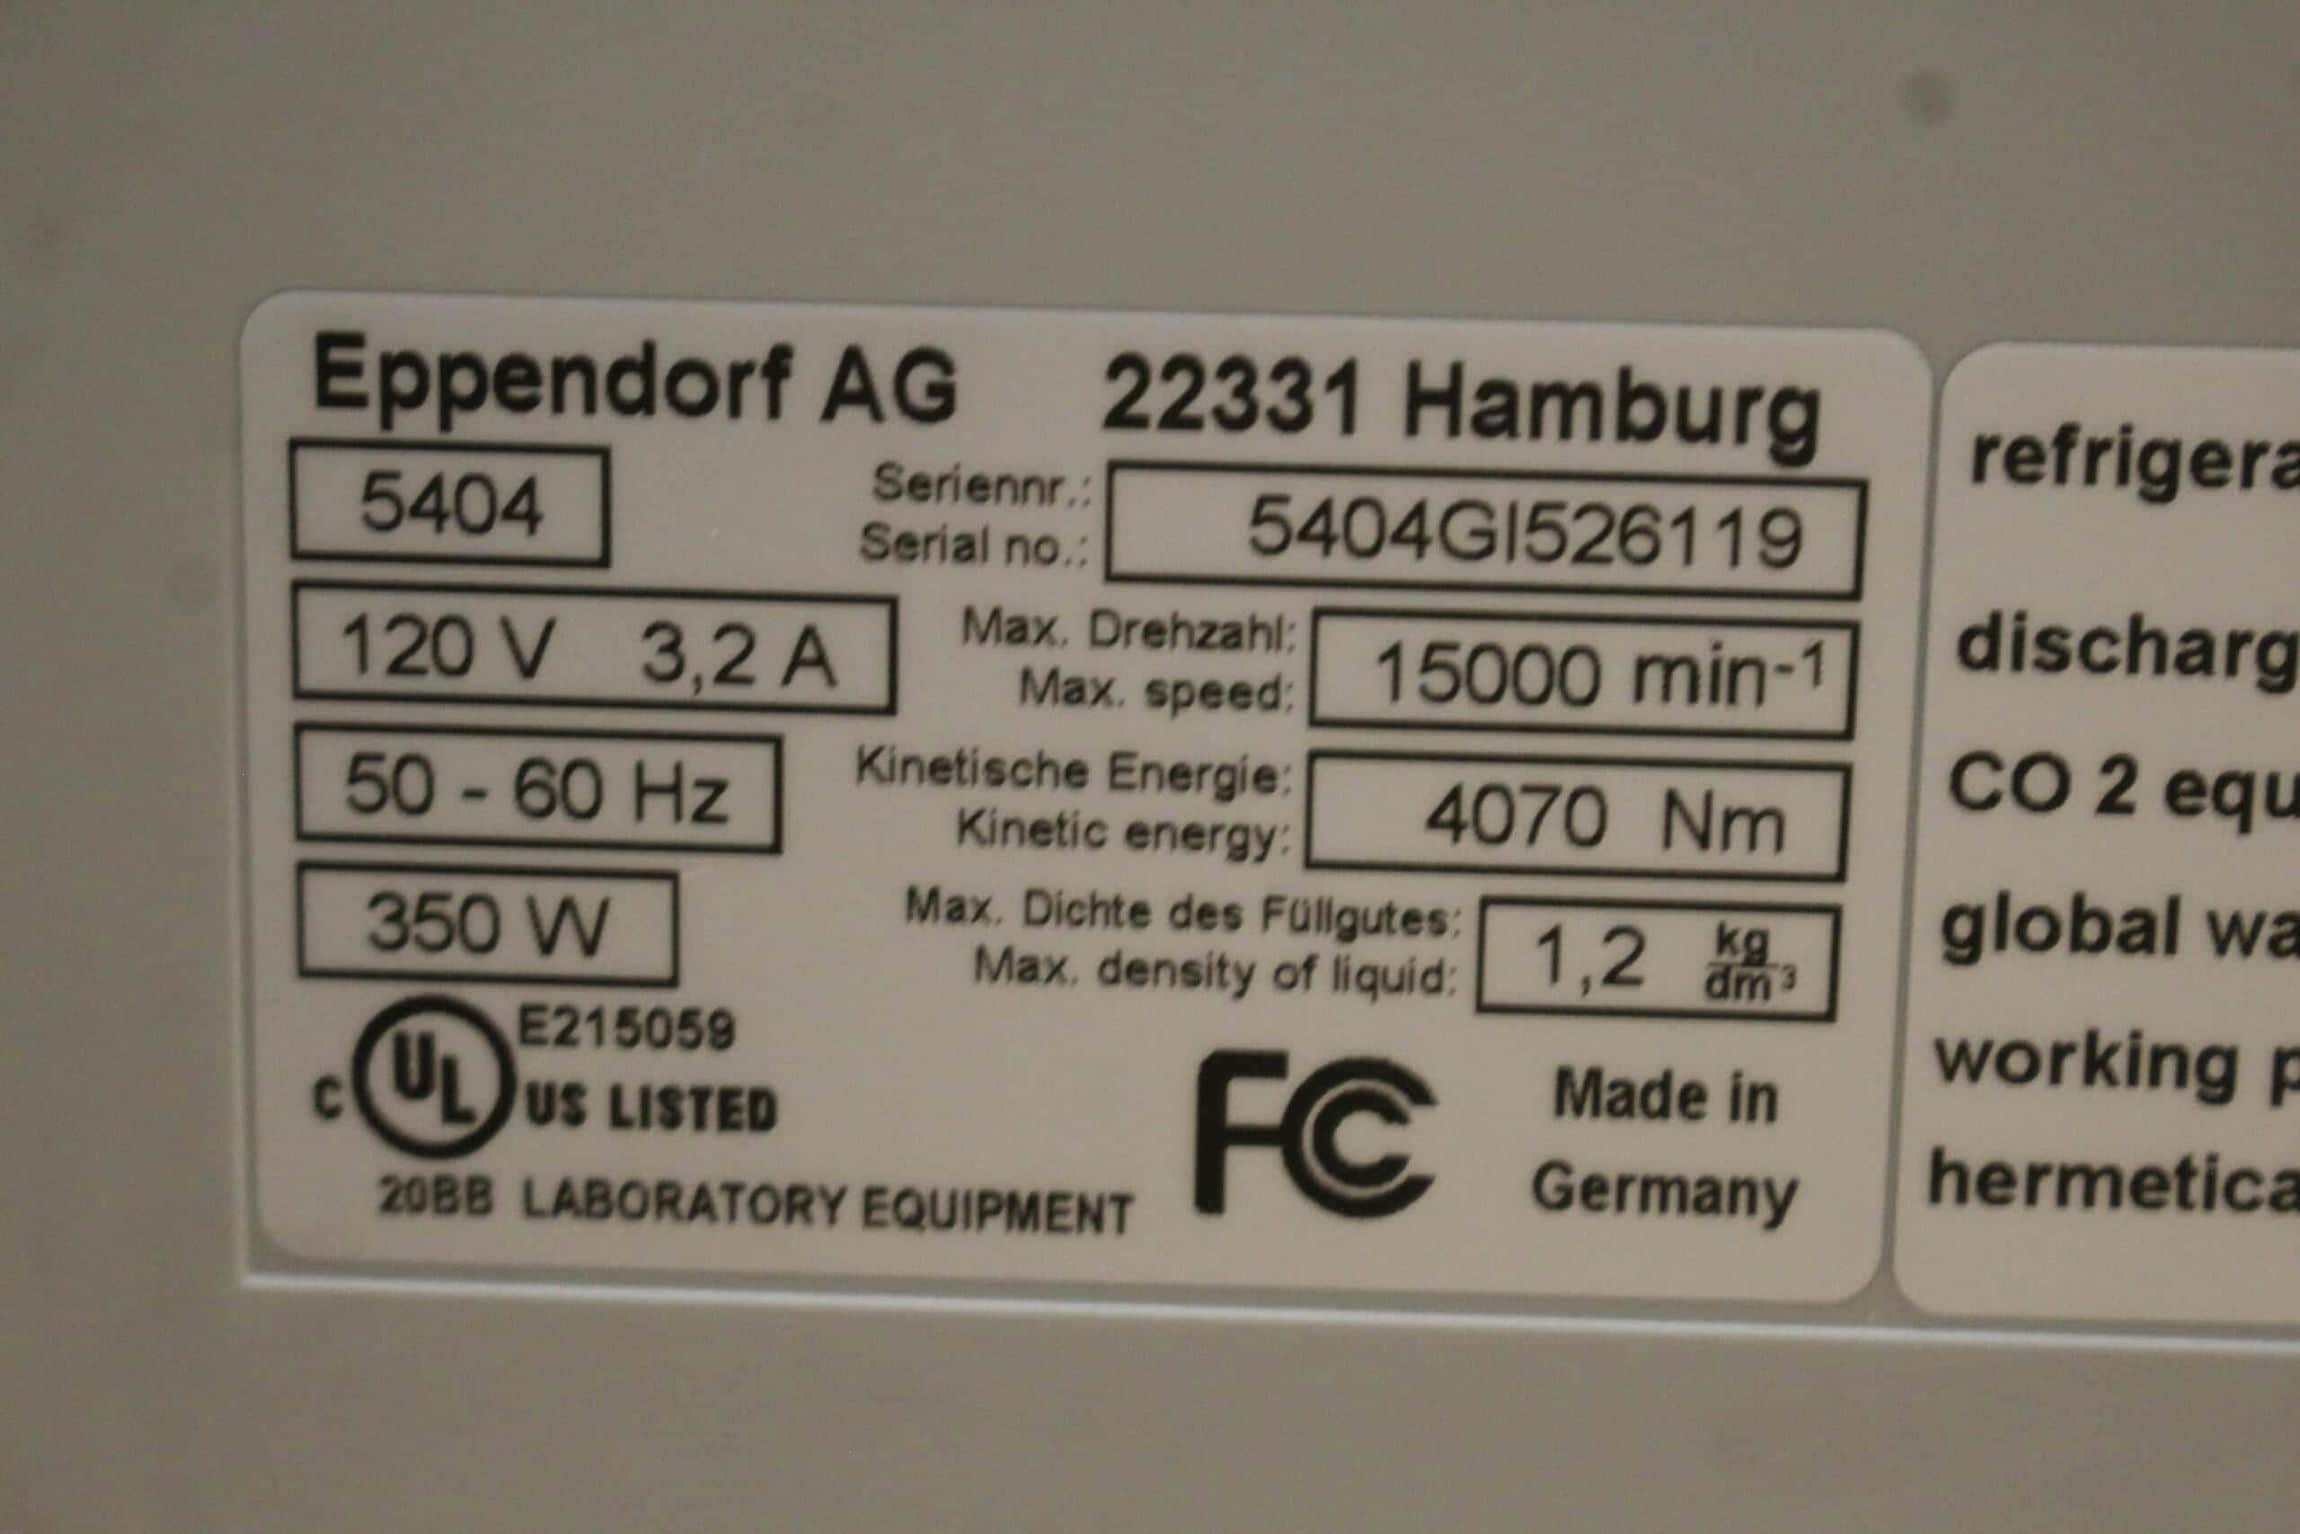 Eppendorf AG 22331 Hamburg
5404
Seriennr.:
Serial no.:
5404GI526119
120 V 3,2 A
Max. Drehzahl:
Max. speed:
15000 min-1
50 - 60 Hz
Kinetische Energie:
Kinetic energy:
4070 Nm
350 W
Max. Dichte des Füllgutes:
Max. density of liquid:
1,2 kg/dm³
E215059
C UL US LISTED
20BB LABORATORY EQUIPMENT
FC
Made in
Germany
refrigera
discharg
CO 2 equ
global wa
working p
hermetica